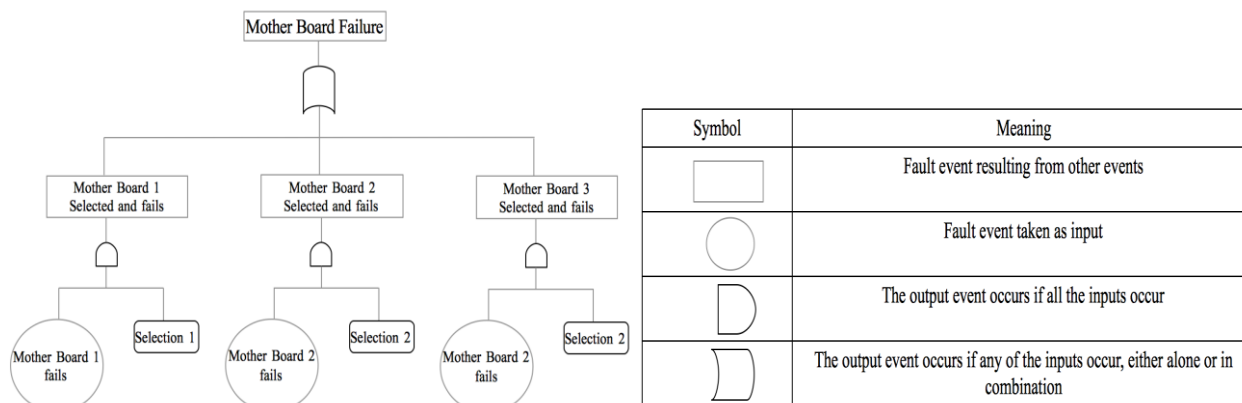 Mother Board Failure
Mother Board 1
Selected and fails
Mother Board 2
Selected and fails
Mother Board 3
Selected and fails
Mother Board 1
fails
Selection 1
Mother Board 2
fails
Selection 2
Mother Board 2
fails
Selection 2
Symbol Meaning
Fault event resulting from other events
Fault event taken as input
The output event occurs if all the inputs occur
The output event occurs if any of the inputs occur, either alone or in
combination